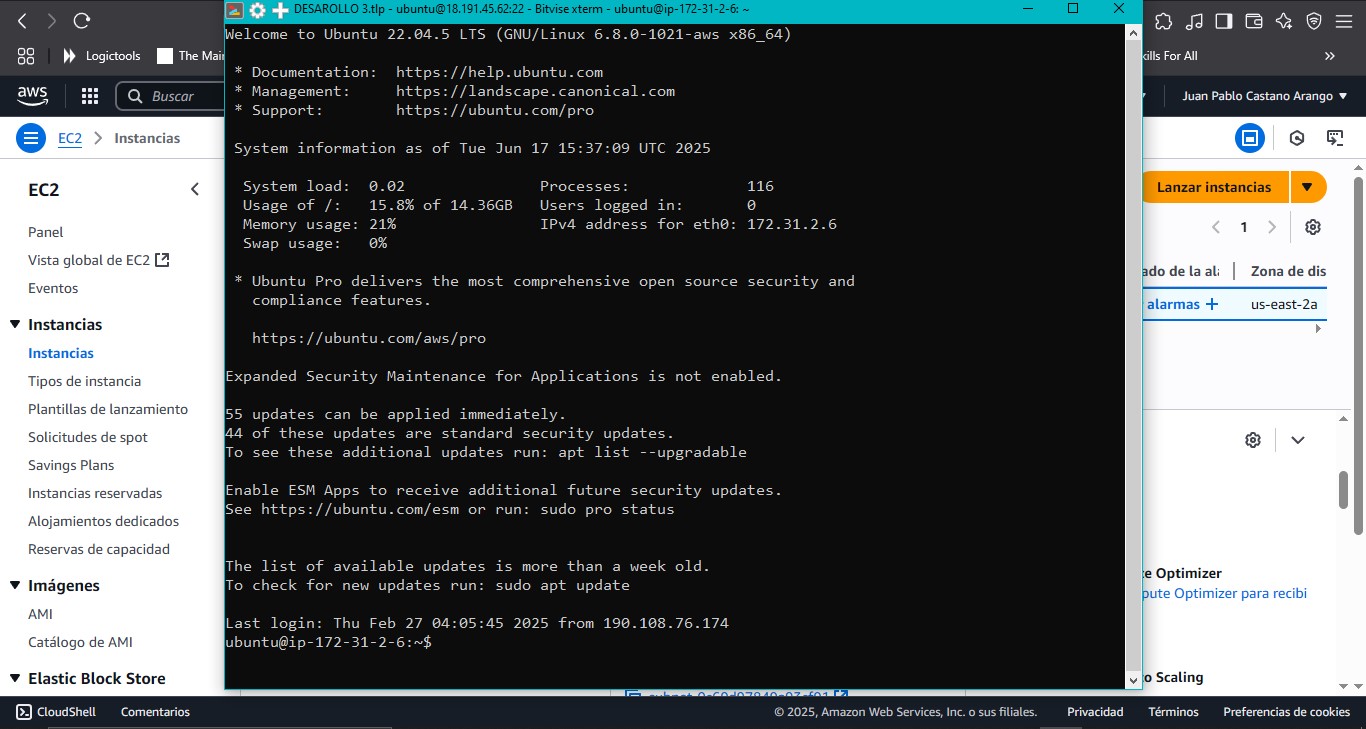 DESAROLLO 3.tlp - ubuntu@18.191.45.62:22 - Bitvise xterm - ubuntu@ip-172-31-2-6: ~
Logictools
The Mai
kills For All
aws
Buscar
Juan Pablo Castano Arango
EC2
Instancias
EC2
Panel
Vista global de EC2
Eventos
Instancias
Instancias
Tipos de instancia
Plantillas de lanzamiento
Solicitudes de spot
Savings Plans
Instancias reservadas
Alojamientos dedicados
Reservas de capacidad
Imágenes
AMI
Catálogo de AMI
Elastic Block Store
Welcome to Ubuntu 22.04.5 LTS (GNU/Linux 6.8.0-1021-aws x86_64)
* Documentation: https://help.ubuntu.com
* Management: https://landscape.canonical.com
* Support: https://ubuntu.com/pro
System information as of Tue Jun 17 15:37:09 UTC 2025
System load: 0.02 Processes: 116
Usage of /: 15.8% of 14.36GB Users logged in: 0
Memory usage: 21% IPv4 address for eth0: 172.31.2.6
Swap usage: 0%
* Ubuntu Pro delivers the most comprehensive open source security and
compliance features.
https://ubuntu.com/aws/pro
Expanded Security Maintenance for Applications is not enabled.
55 updates can be applied immediately.
44 of these updates are standard security updates.
To see these additional updates run: apt list --upgradable
Enable ESM Apps to receive additional future security updates.
See https://ubuntu.com/esm or run: sudo pro status
The list of available updates is more than a week old.
To check for new updates run: sudo apt update
Last login: Thu Feb 27 04:05:45 2025 from 190.108.76.174
ubuntu@ip-172-31-2-6:~$
Lanzar instancias
1
ado de la ala
Zona de dis
alarmas +
us-east-2a
te Optimizer
pute Optimizer para recibi
to Scaling
CloudShell
Comentarios
© 2025, Amazon Web Services, Inc. o sus filiales.
Privacidad
Términos
Preferencias de cookies